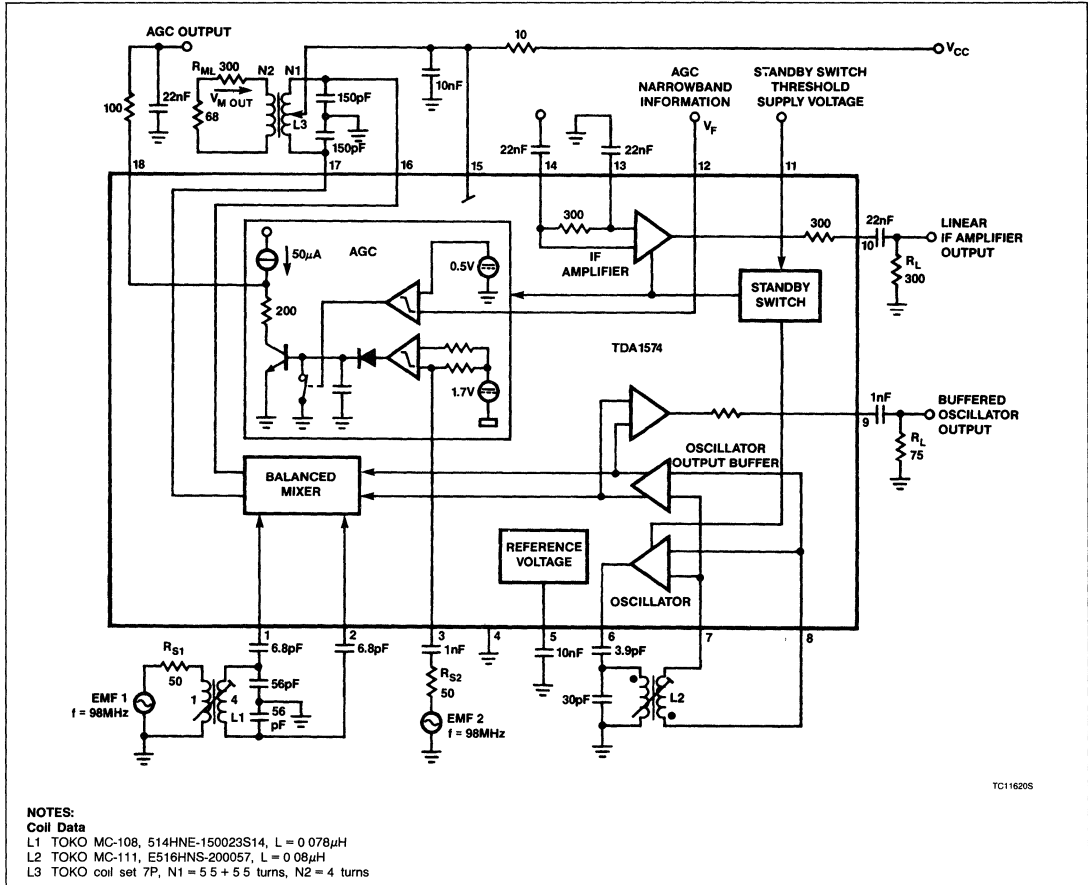 AGC OUTPUT
R_ML 300
N2 N1
V_M OUT
68
L3
100
22nF
150pF
150pF
10nF
10
V_CC
AGC
NARROWBAND
INFORMATION
V_F
STANDBY SWITCH
THRESHOLD
SUPPLY VOLTAGE
22nF
22nF
18
17
16
15
14
13
12
11
50μA
AGC
0.5V
200
1.7V
300
IF
AMPLIFIER
300
22nF
10
LINEAR
IF AMPLIFIER
OUTPUT
R_L
300
STANDBY
SWITCH
TDA1574
1nF
9
BUFFERED
OSCILLATOR
OUTPUT
R_L
75
OSCILLATOR
OUTPUT BUFFER
BALANCED
MIXER
REFERENCE
VOLTAGE
OSCILLATOR
1
2
3
4
5
6
7
8
6.8pF
6.8pF
1nF
10nF
3.9pF
R_S1
50
EMF 1
f = 98MHz
1
4
L1
56pF
56
pF
R_S2
50
EMF 2
f = 98MHz
30pF
L2
TC11620S
NOTES:
Coil Data
L1 TOKO MC-108, 514HNE-150023S14, L = 0 078μH
L2 TOKO MC-111, E516HNS-200057, L = 0 08μH
L3 TOKO coil set 7P, N1 = 5 5 + 5 5 turns, N2 = 4 turns